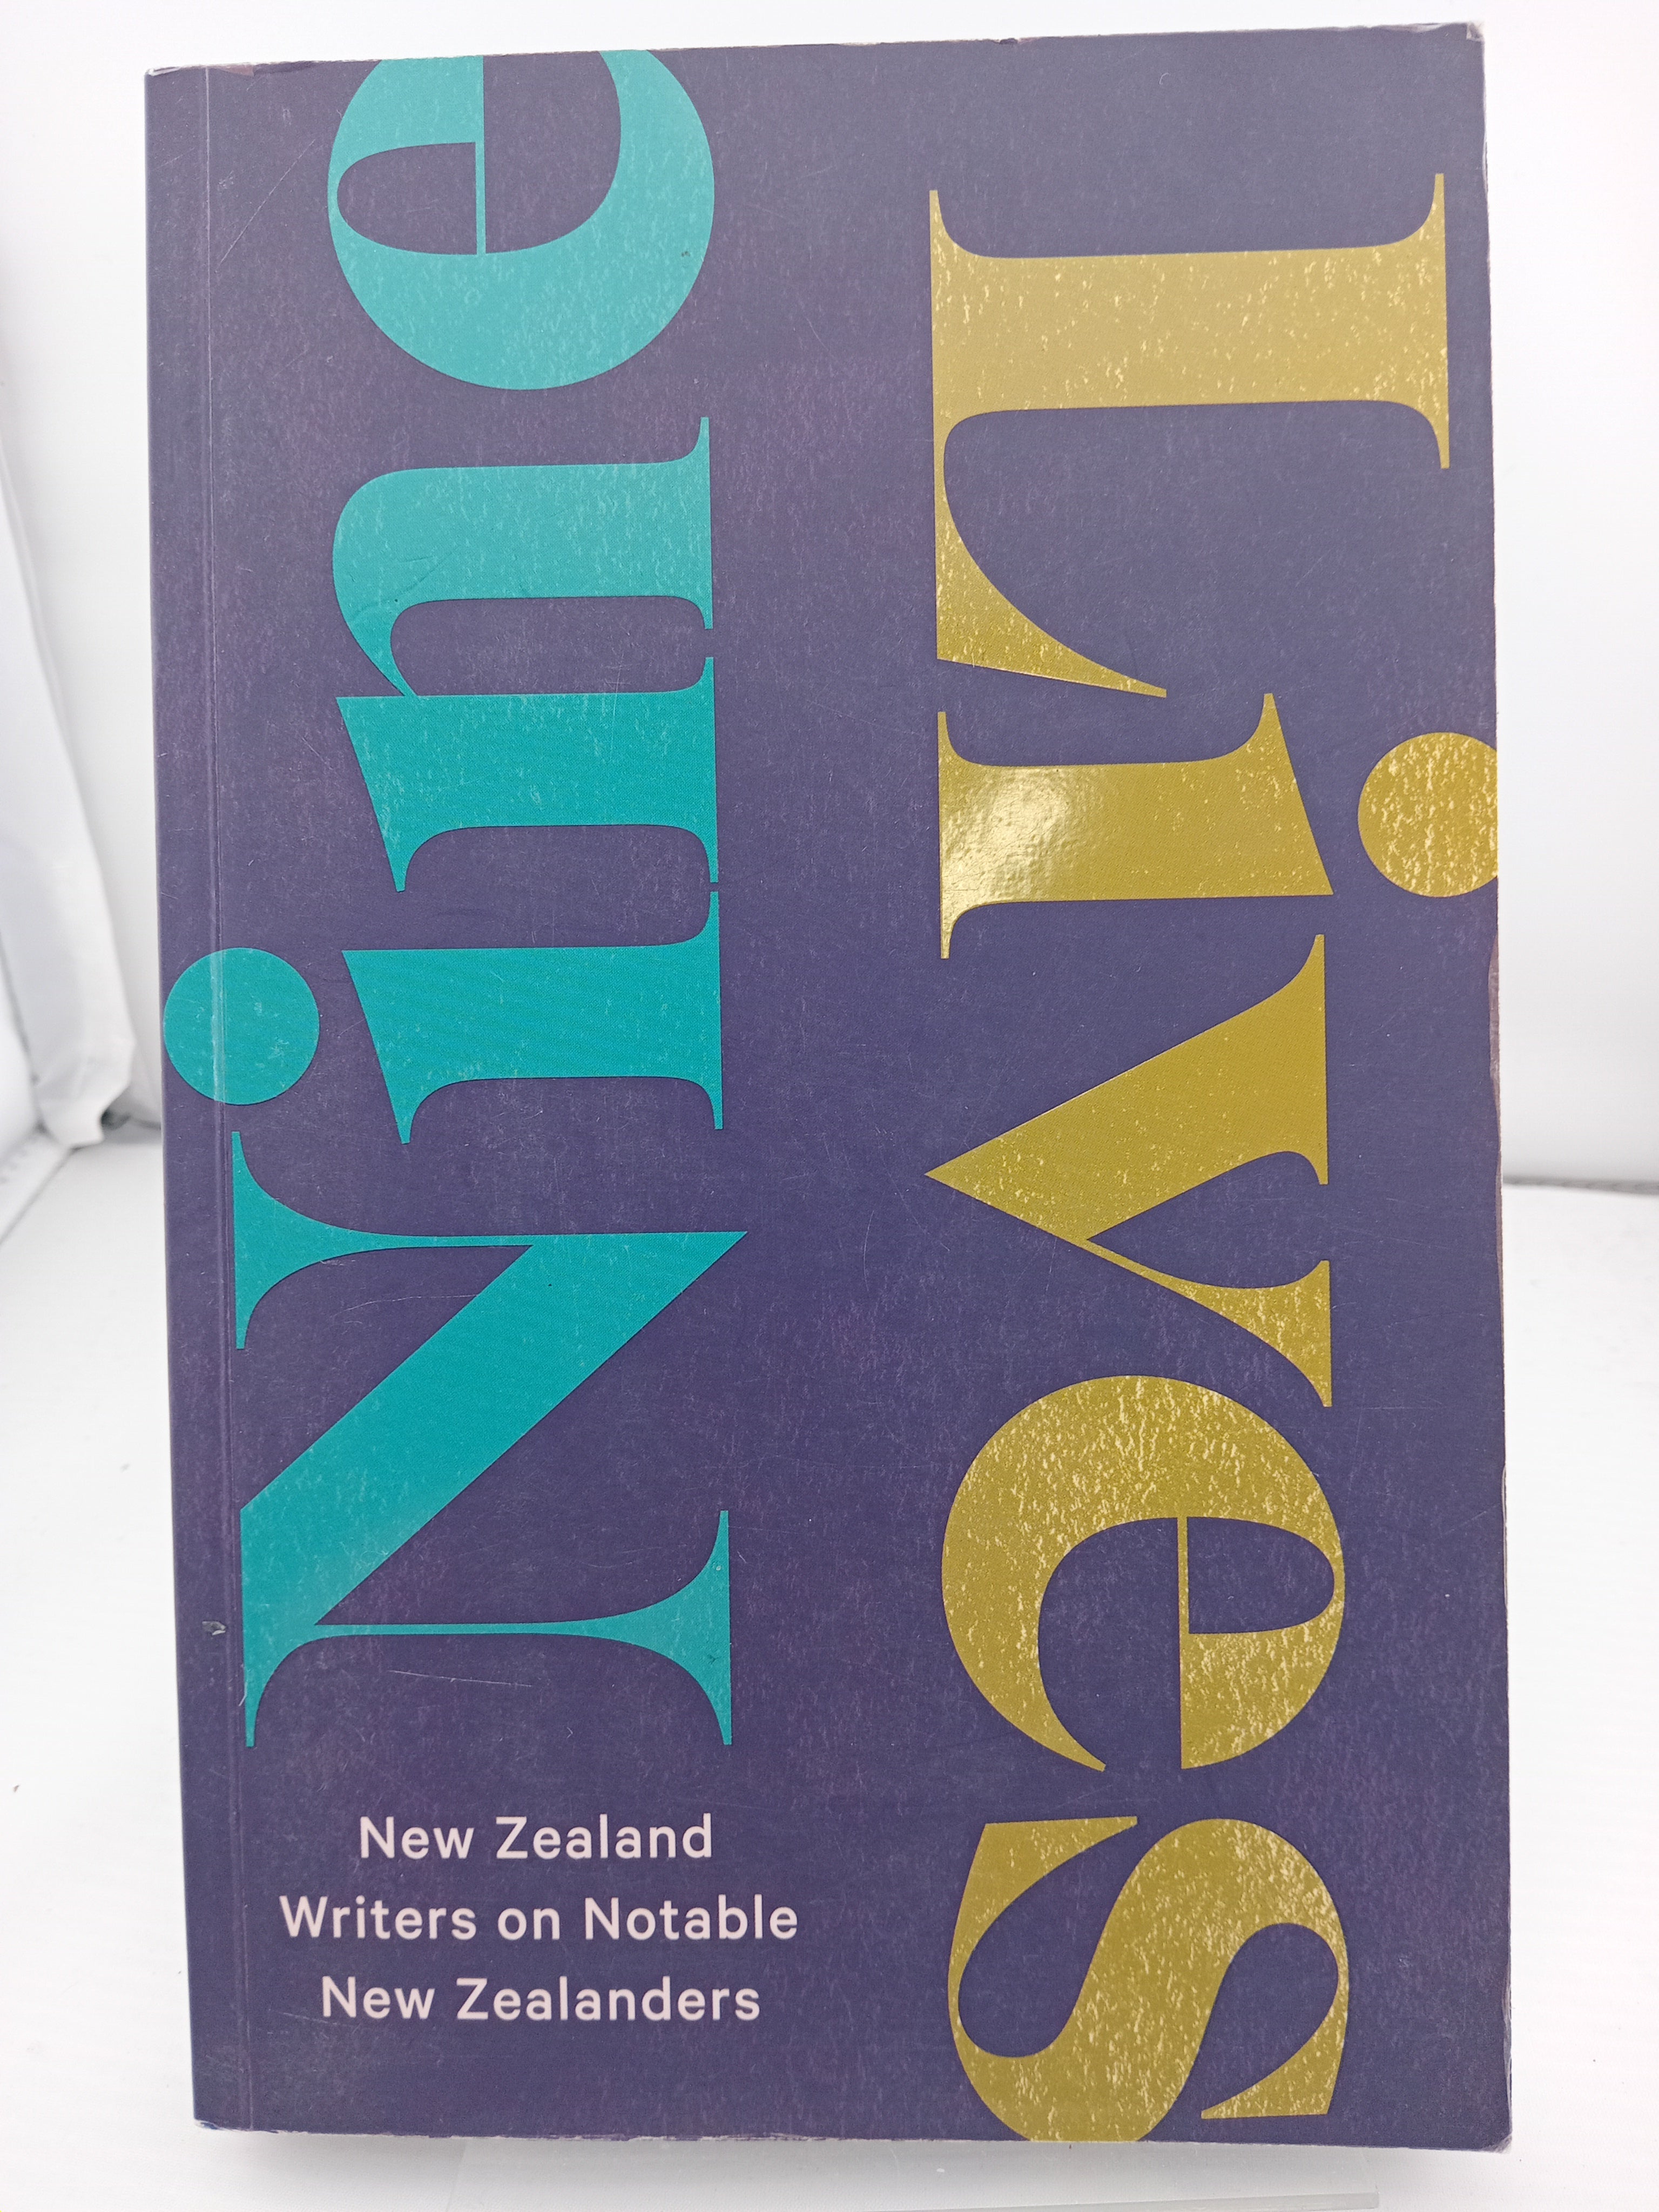 Nine
Lives
New Zealand
Writers on Notable
New Zealanders